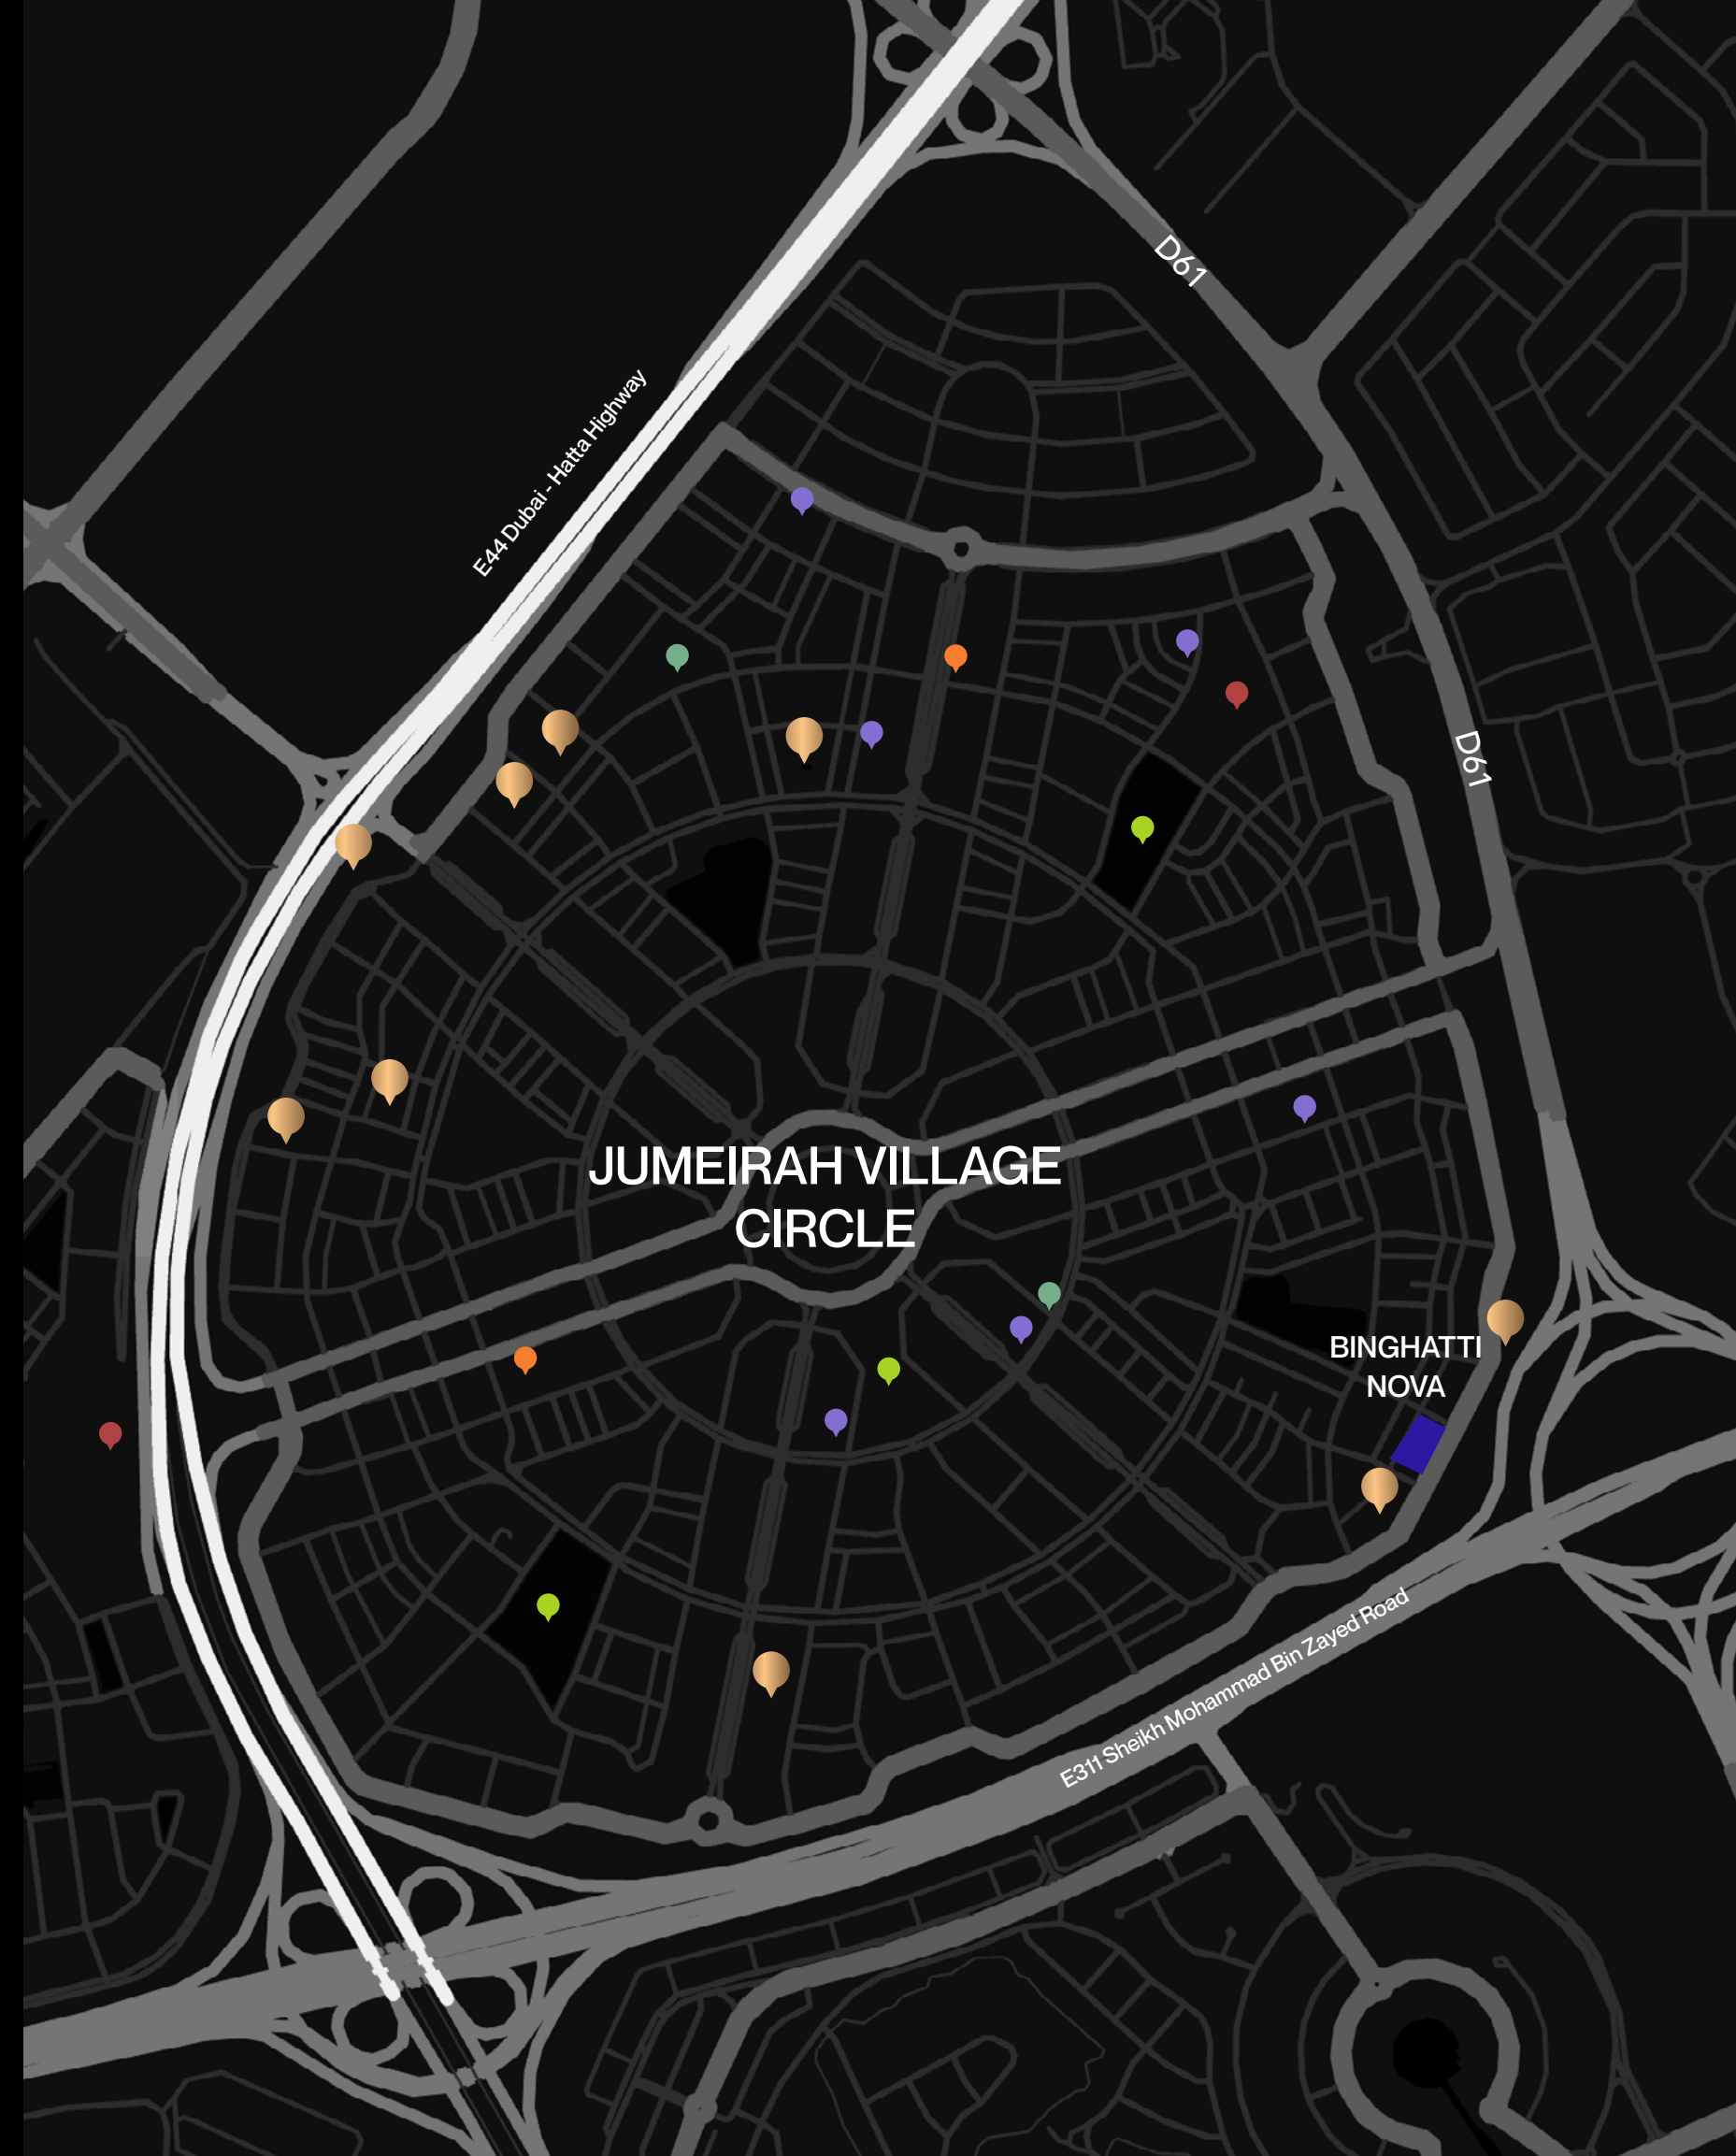 D61
E44 Dubai - Hatta Highway
D61
JUMEIRAH VILLAGE
CIRCLE
BINGHATTI
NOVA
E311 Sheikh Mohammad Bin Zayed Road